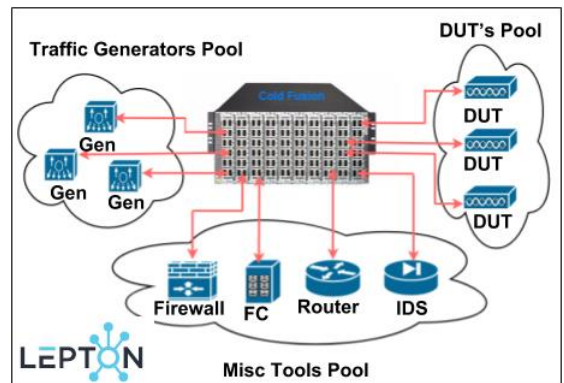 Traffic Generators Pool
DUT's Pool
Cold Fusion
Gen
Gen
Gen
DUT
DUT
DUT
Firewall
FC
Router
IDS
LEPTON
Misc Tools Pool